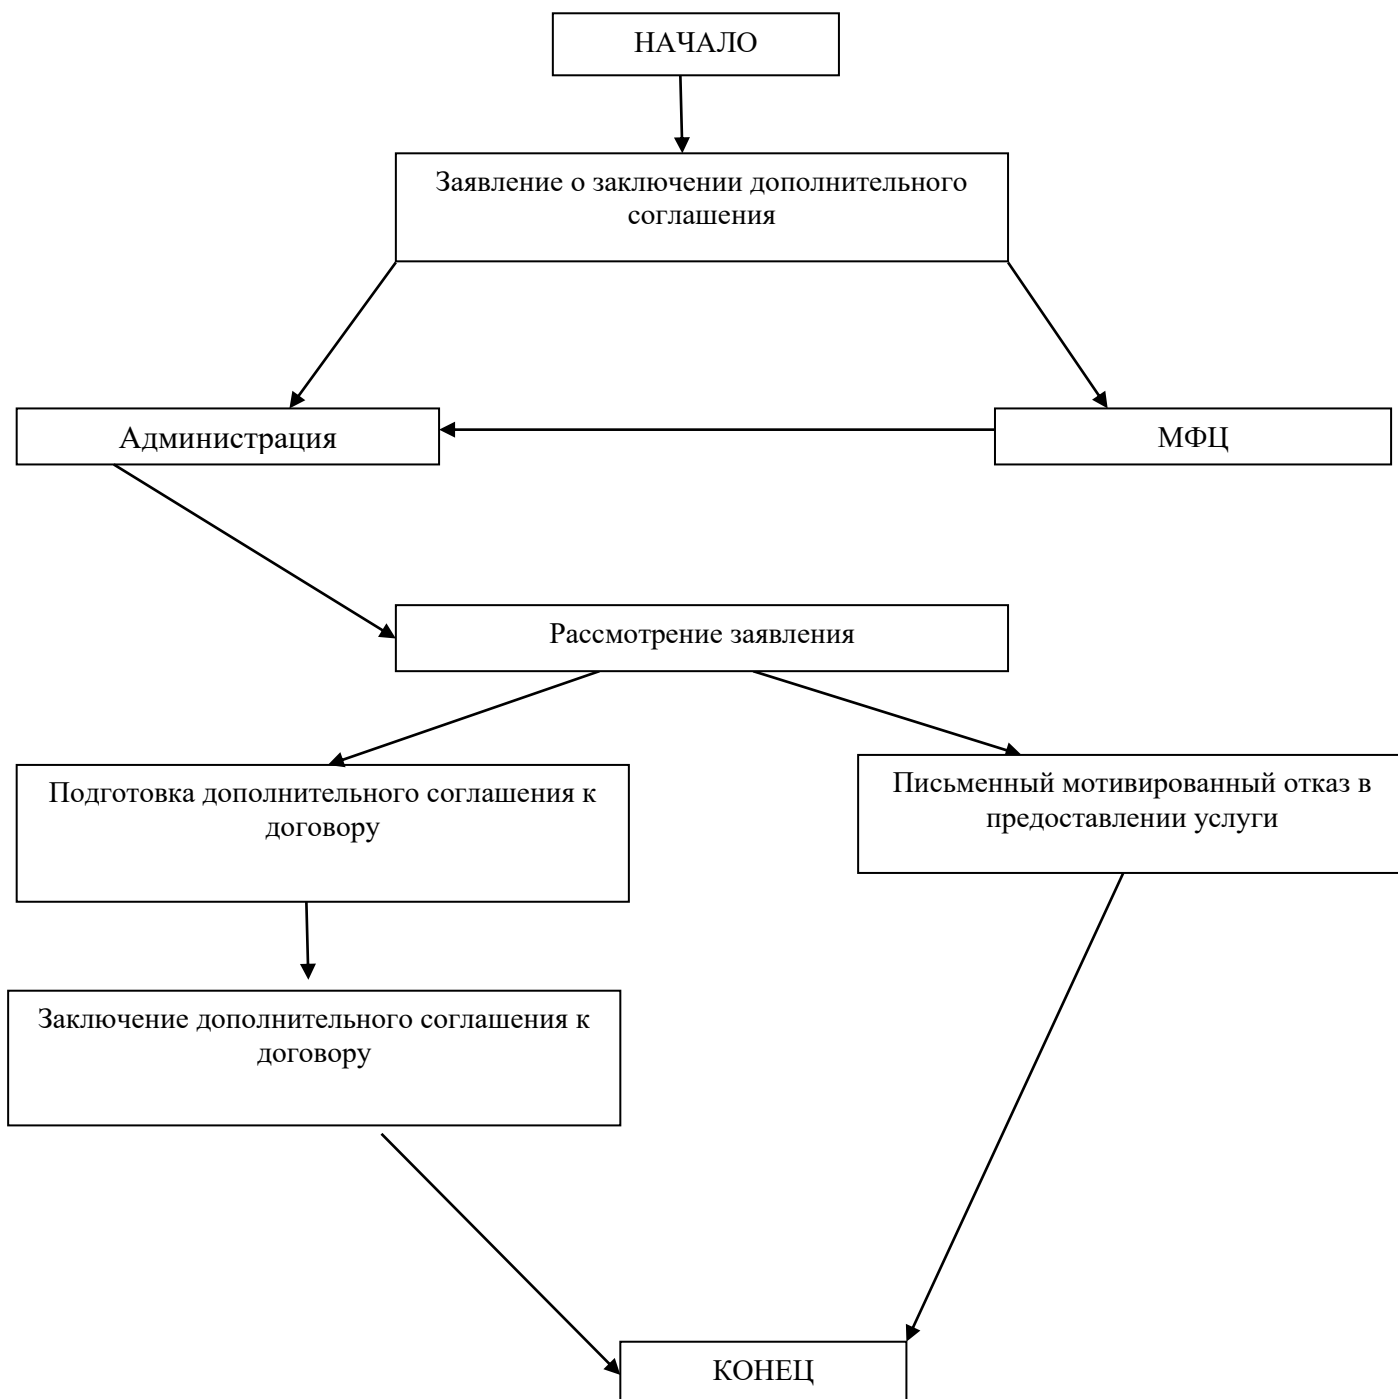 НАЧАЛО
Заявление о заключении дополнительного
соглашения
Администрация
МФЦ
Рассмотрение заявления
Подготовка дополнительного соглашения к
договору
Письменный мотивированный отказ в
предоставлении услуги
Заключение дополнительного соглашения к
договору
КОНЕЦ